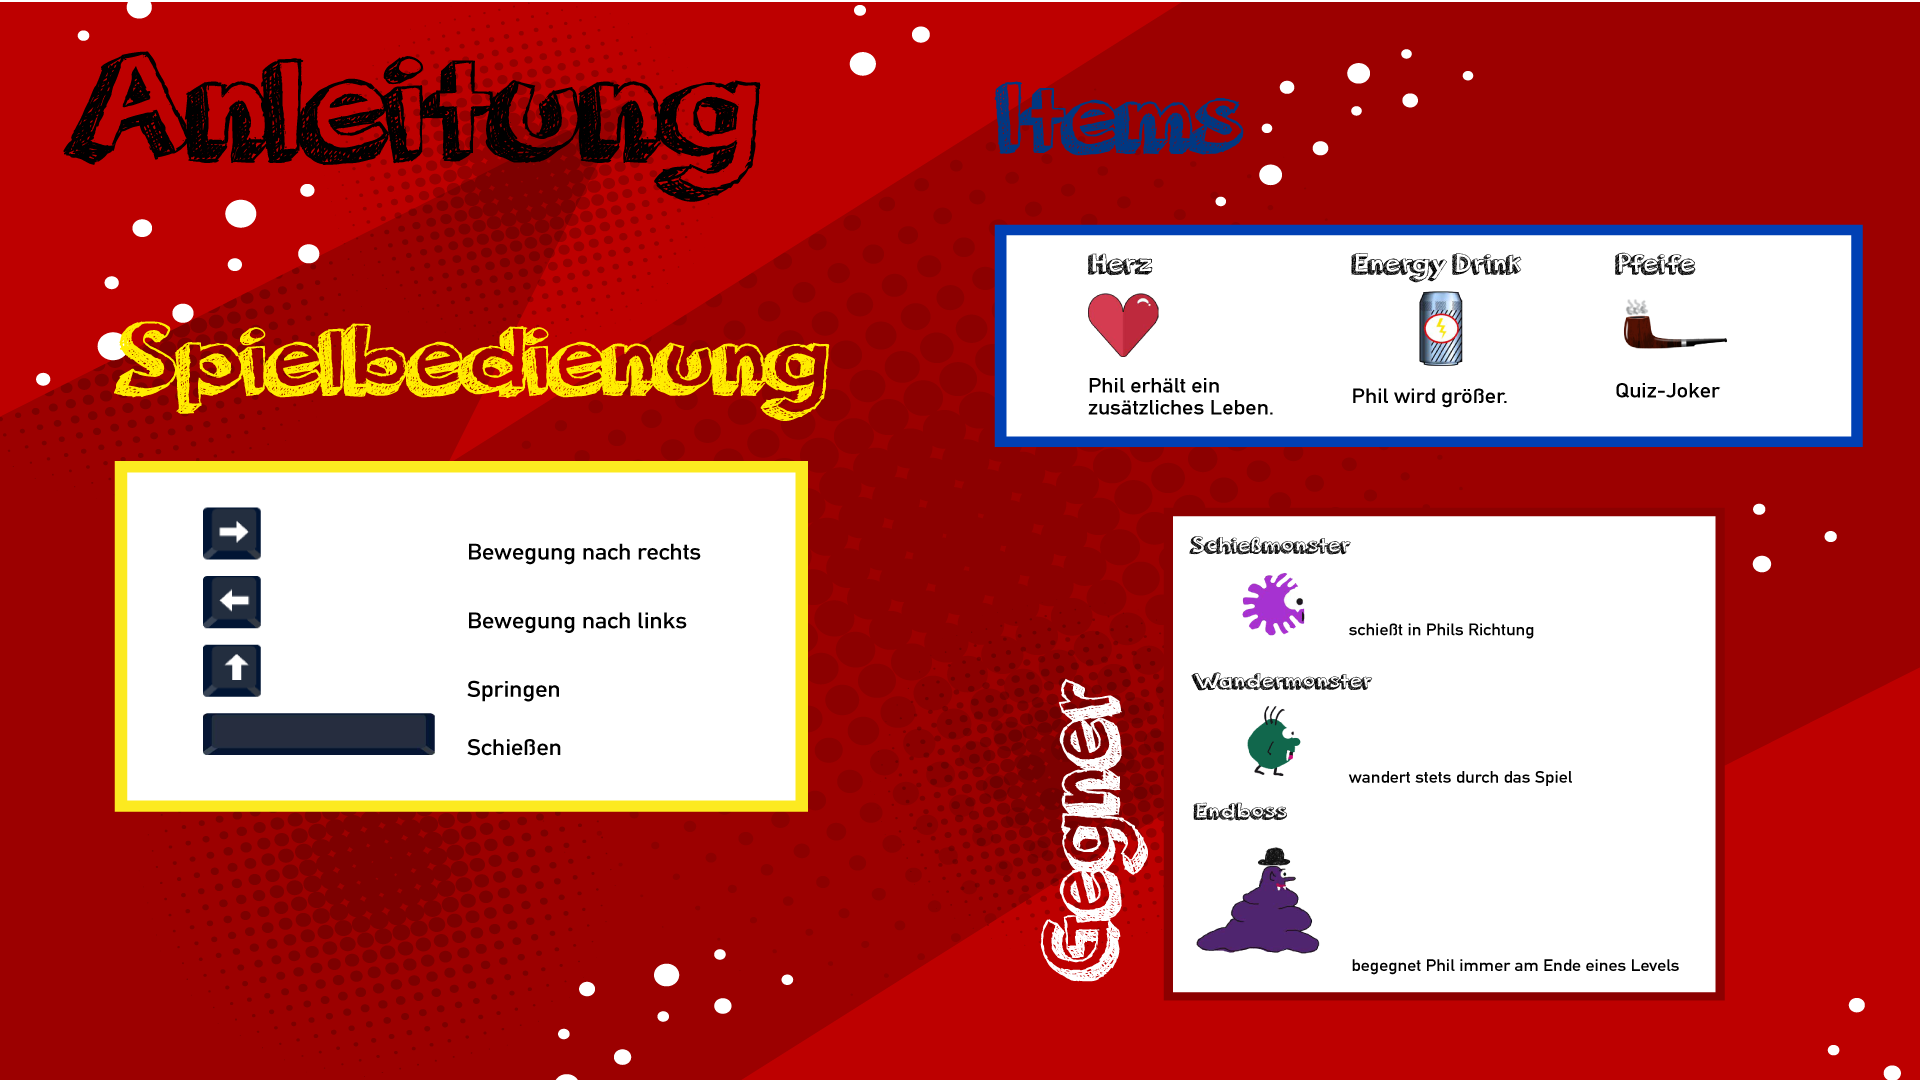 Anleitung
Spielbedienung
Bewegung nach rechts
Bewegung nach links
Springen
Schießen
Items
Herz
Phil erhält ein
zusätzliches Leben.
Energy Drink
Phil wird größer.
Pfeife
Quiz-Joker
Gegner
Schießmonster
schießt in Phils Richtung
Wandermonster
wandert stets durch das Spiel
Endboss
begegnet Phil immer am Ende eines Levels